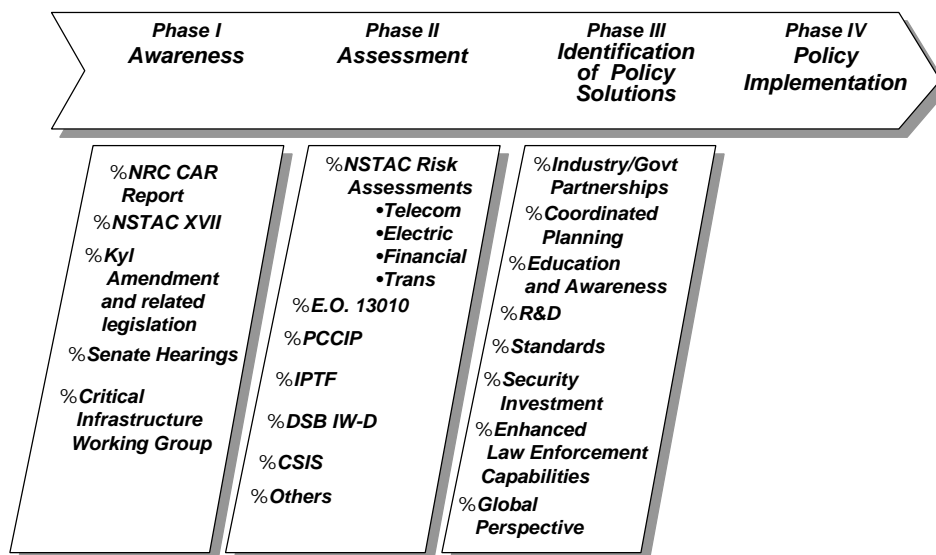 Phase I
Awareness
Phase II
Assessment
Phase III
Identification
of Policy
Solutions
Phase IV
Policy
Implementation
%NRC CAR
Report
%NSTAC XVII
%Kyl
Amendment
and related
legislation
%Senate Hearings
%Critical
Infrastructure
Working Group
%NSTAC Risk
Assessments
•Telecom
•Electric
•Financial
•Trans
%E.O. 13010
%PCCIP
%IPTF
%DSB IW-D
%CSIS
%Others
%Industry/Govt
Partnerships
%Coordinated
Planning
%Education
and Awareness
%R&D
%Standards
%Security
Investment
%Enhanced
Law Enforcement
Capabilities
%Global
Perspective